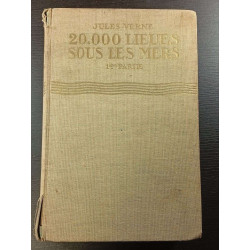 JULES VERNE
20.000 LIEUES
SOUS LES MERS
1re PARTIE